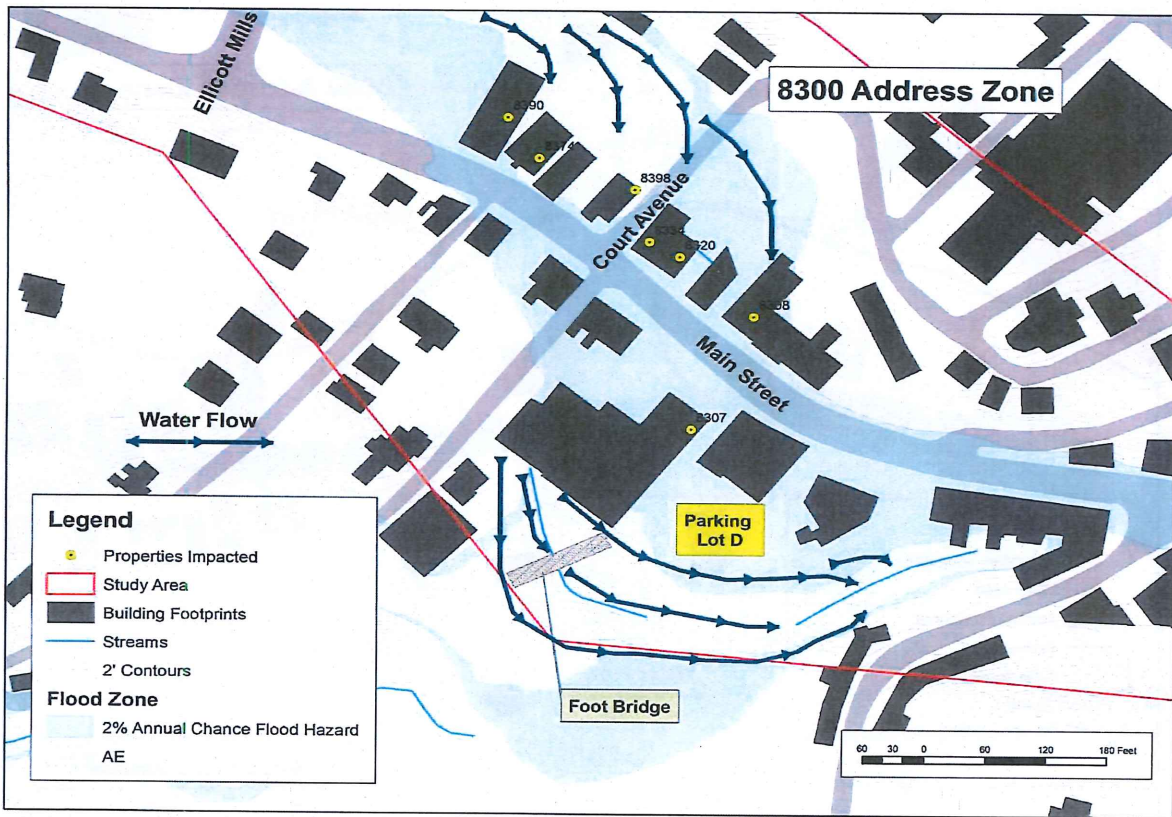 Ellicott Mills
8300 Address Zone
8390
8398
Court Avenue
8320
Main Street
8307
Water Flow
Parking
Lot D
Foot Bridge
Legend
Properties Impacted
Study Area
Building Footprints
Streams
2' Contours
Flood Zone
2% Annual Chance Flood Hazard
AE
60 30 0 60 120 180 Feet